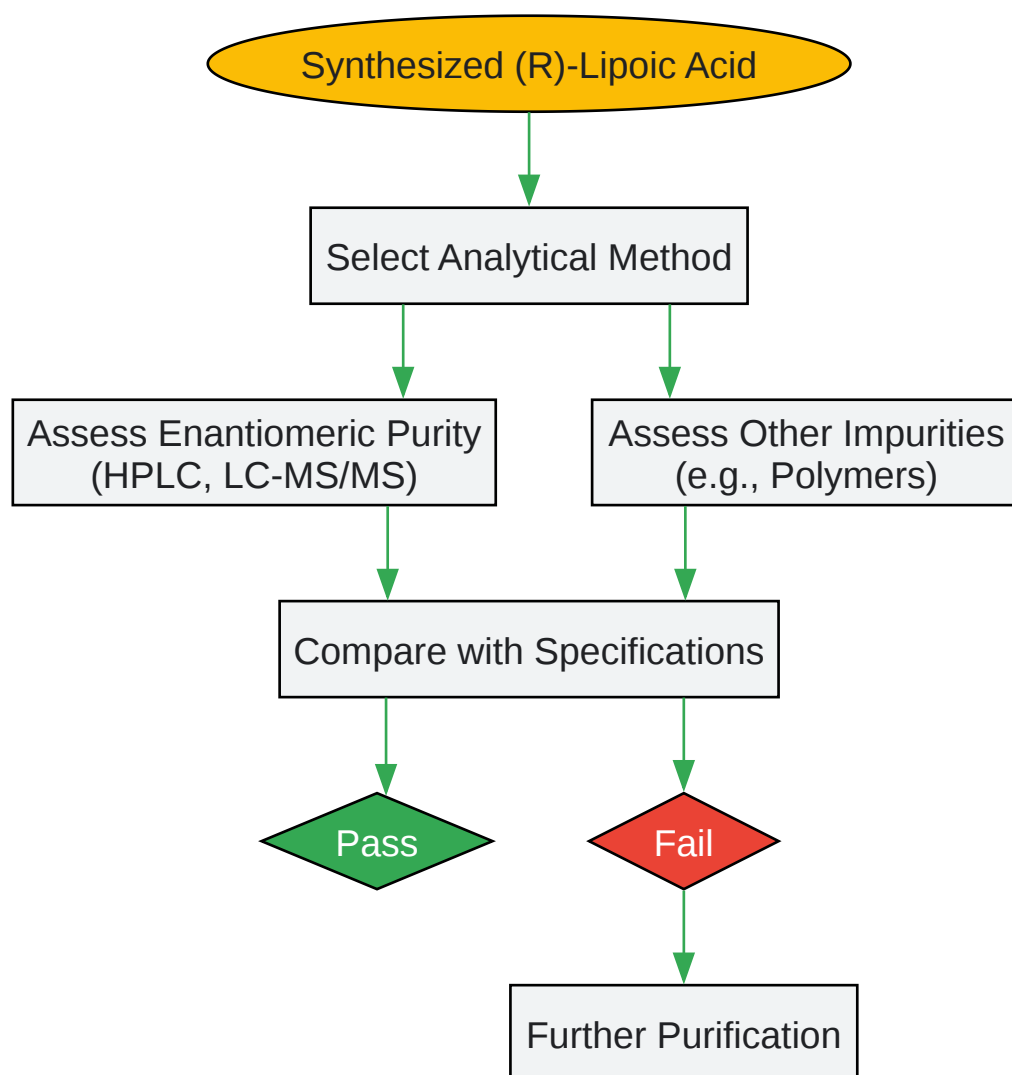 Synthesized (R)-Lipoic Acid
Select Analytical Method
Assess Enantiomeric Purity
(HPLC, LC-MS/MS)
Assess Other Impurities
(e.g., Polymers)
Compare with Specifications
Pass
Fail
Further Purification